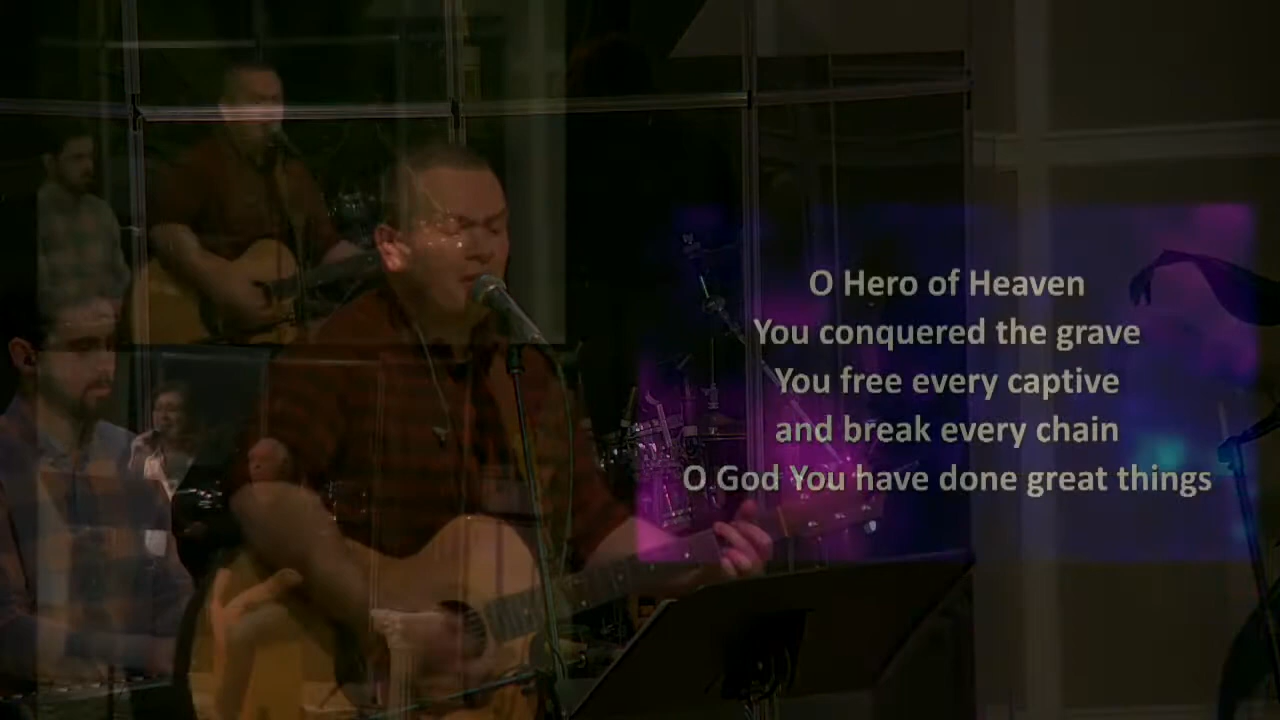 O Hero of Heaven
You conquered the grave
You free every captive
and break every chain
O God You have done great things